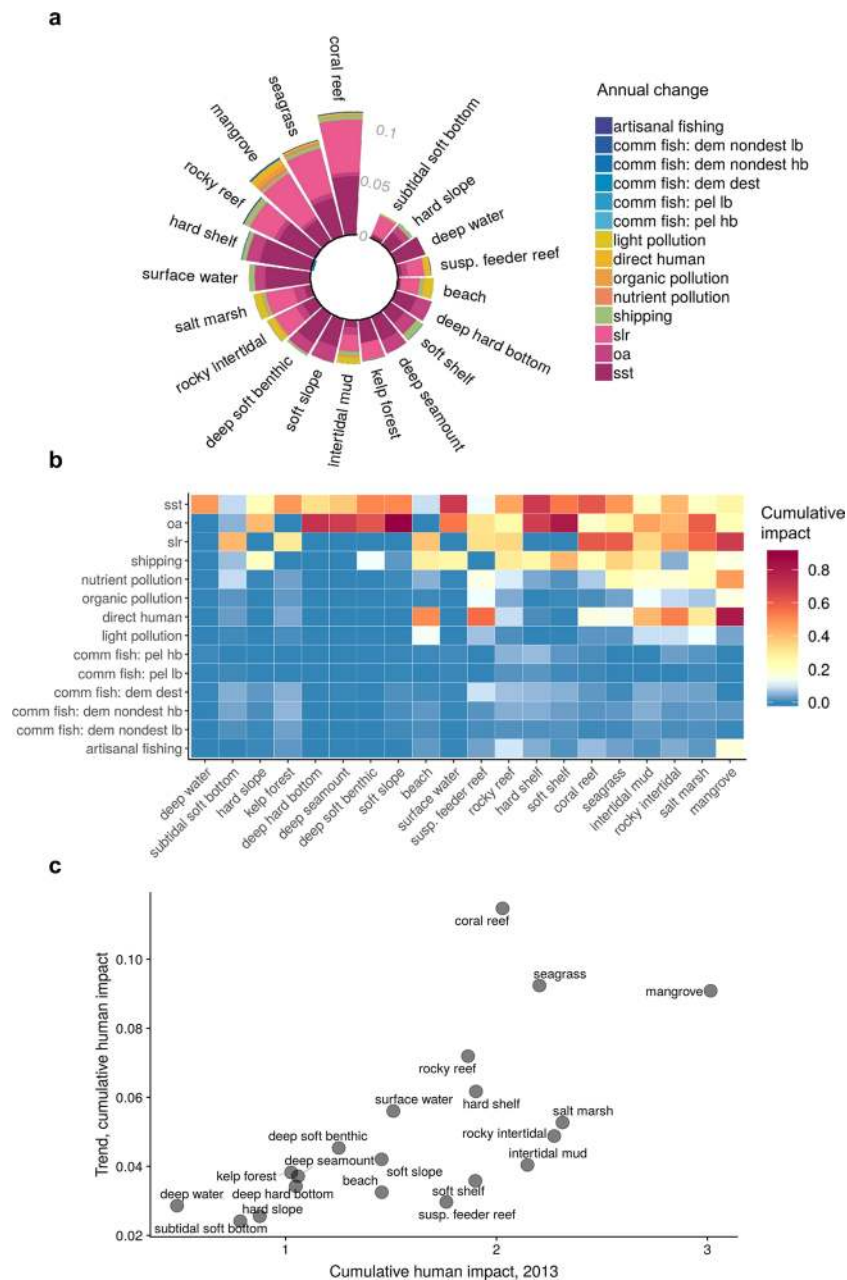 a
coral reef
seagrass
mangrove
rocky reef
hard shelf
surface water
salt marsh
rocky intertidal
deep soft benthic
soft slope
intertidal mud
kelp forest
deep seamount
soft shelf
deep hard bottom
beach
susp. feeder reef
deep water
hard slope
subtidal soft bottom
0.1
0.05
0
Annual change
artisanal fishing
comm fish: dem nondest lb
comm fish: dem nondest hb
comm fish: dem dest
comm fish: pel lb
comm fish: pel hb
light pollution
direct human
organic pollution
nutrient pollution
shipping
slr
oa
sst
b
sst
oa
slr
shipping
nutrient pollution
organic pollution
direct human
light pollution
comm fish: pel hb
comm fish: pel lb
comm fish: dem dest
comm fish: dem nondest hb
comm fish: dem nondest lb
artisanal fishing
deep water
subtidal soft bottom
hard slope
kelp forest
deep hard bottom
deep seamount
deep soft benthic
soft slope
beach
surface water
susp. feeder reef
rocky reef
hard shelf
soft shelf
coral reef
seagrass
intertidal mud
rocky intertidal
salt marsh
mangrove
Cumulative
impact
0.8
0.6
0.4
0.2
0.0
c
Trend, cumulative human impact
0.10
0.08
0.06
0.04
0.02
coral reef
seagrass
mangrove
rocky reef
hard shelf
surface water
salt marsh
rocky intertidal
deep soft benthic
intertidal mud
deep seamount
kelp forest
soft slope
beach
deep water
deep hard bottom
soft shelf
hard slope
susp. feeder reef
subtidal soft bottom
1
2
3
Cumulative human impact, 2013